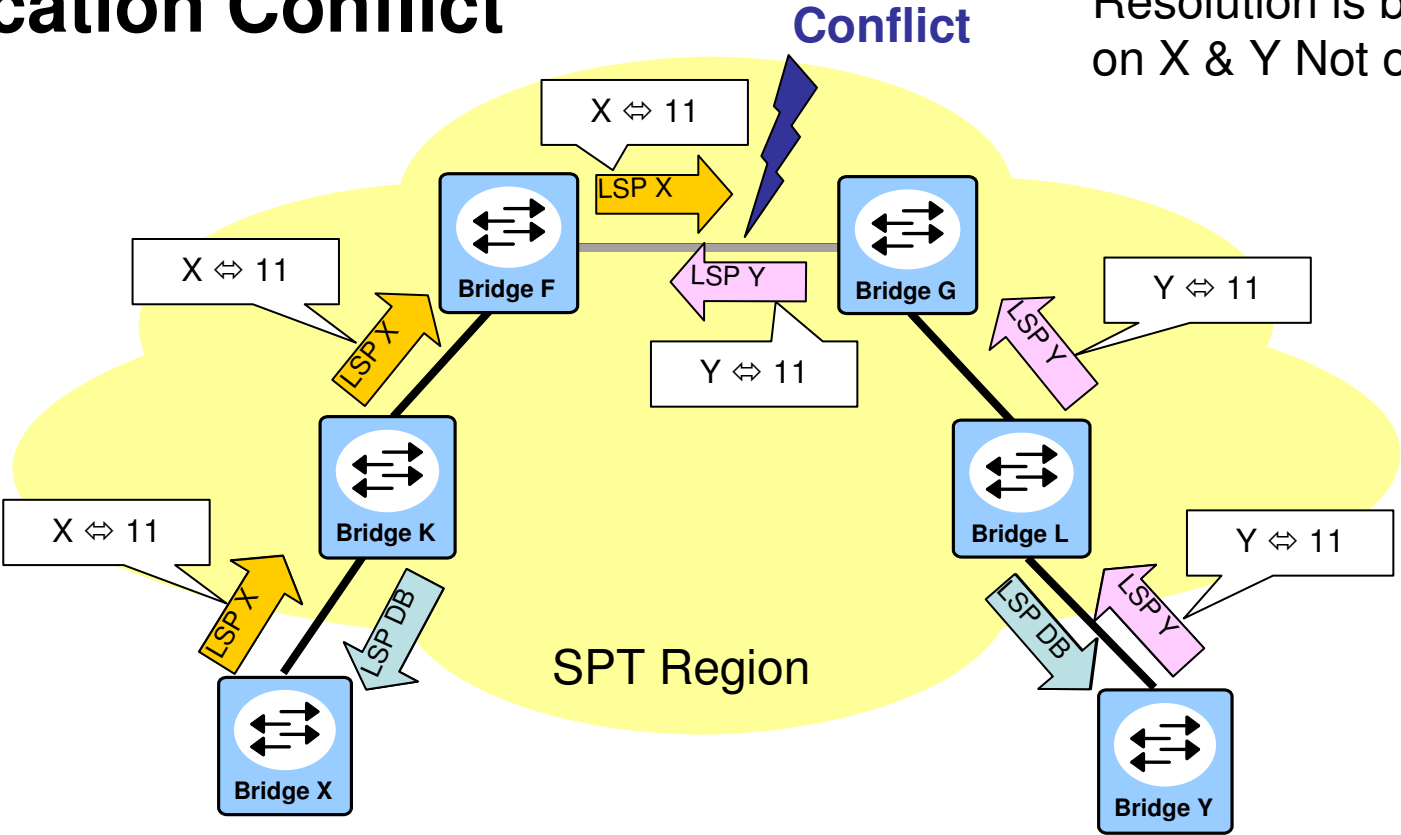 cation Conflict
Conflict
Resolution is b
on X & Y Not o
X ⇔ 11
LSP X
Bridge F
LSP Y
Bridge G
X ⇔ 11
Y ⇔ 11
LSP X
LSP Y
Y ⇔ 11
Bridge K
Bridge L
X ⇔ 11
Y ⇔ 11
LSP X
LSP DB
LSP DB
LSP Y
SPT Region
Bridge X
Bridge Y